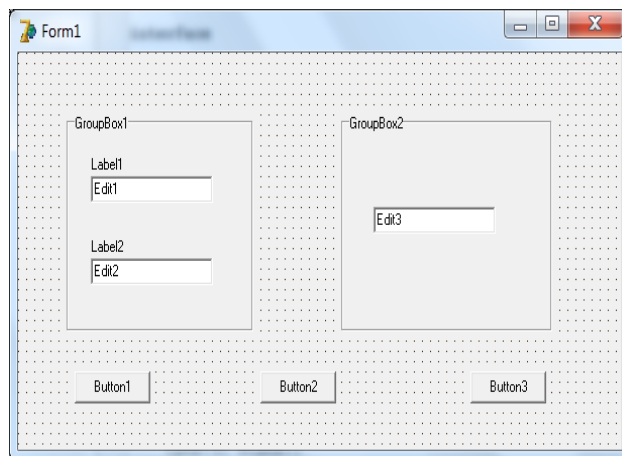 Form1
GroupBox1
Label1
Edit1
Label2
Edit2
GroupBox2
Edit3
Button1
Button2
Button3